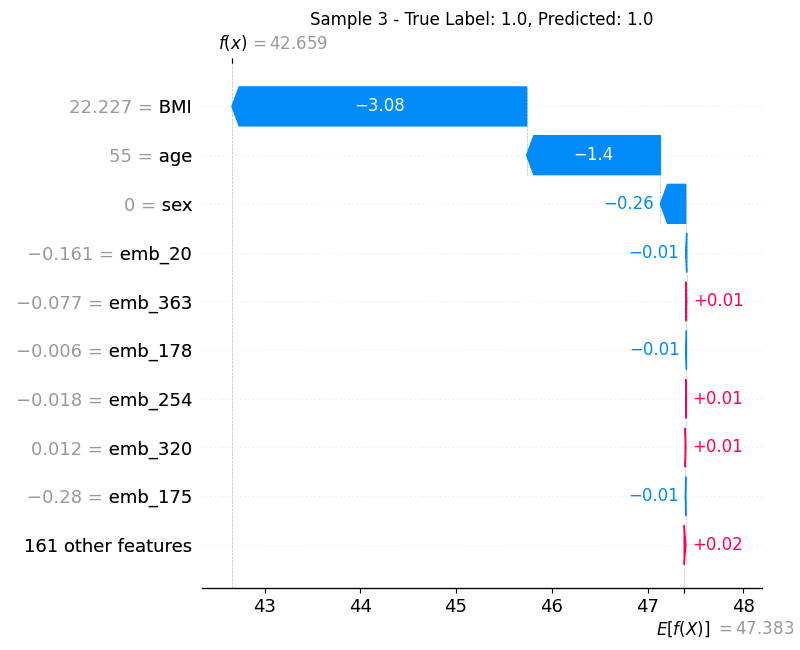 Sample 3 - True Label: 1.0, Predicted: 1.0
f(x) = 42.659
22.227 = BMI −3.08
55 = age −1.4
0 = sex −0.26
−0.161 = emb_20 −0.01
−0.077 = emb_363 +0.01
−0.006 = emb_178 −0.01
−0.018 = emb_254 +0.01
0.012 = emb_320 +0.01
−0.28 = emb_175 −0.01
161 other features +0.02
43 44 45 46 47 48
E[f(X)] = 47.383